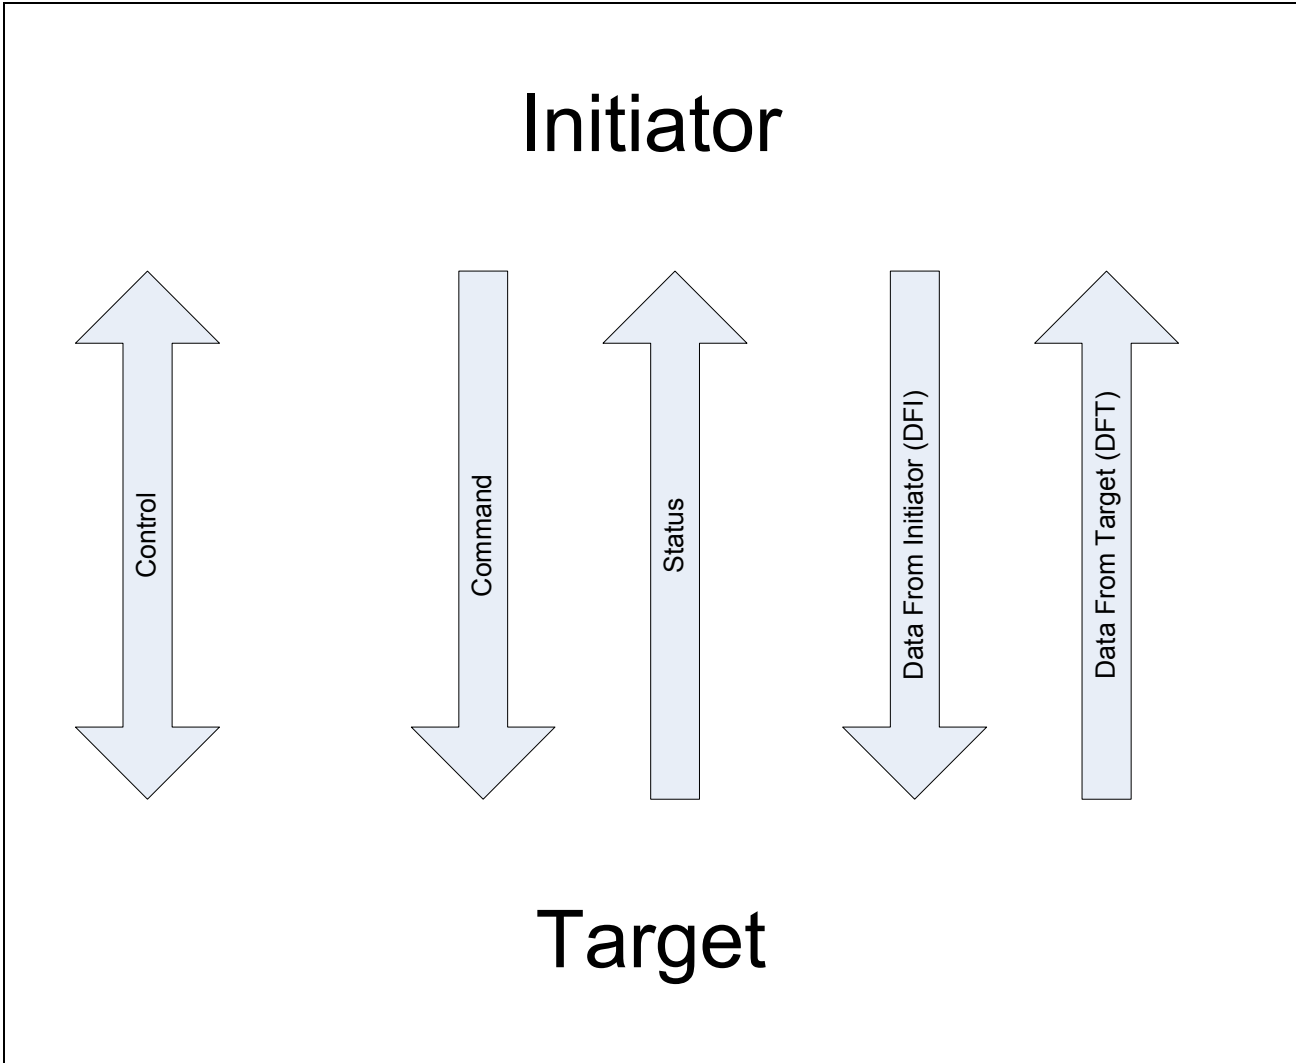 Initiator
Control
Command
Status
Data From Initiator (DFI)
Data From Target (DFT)
Target